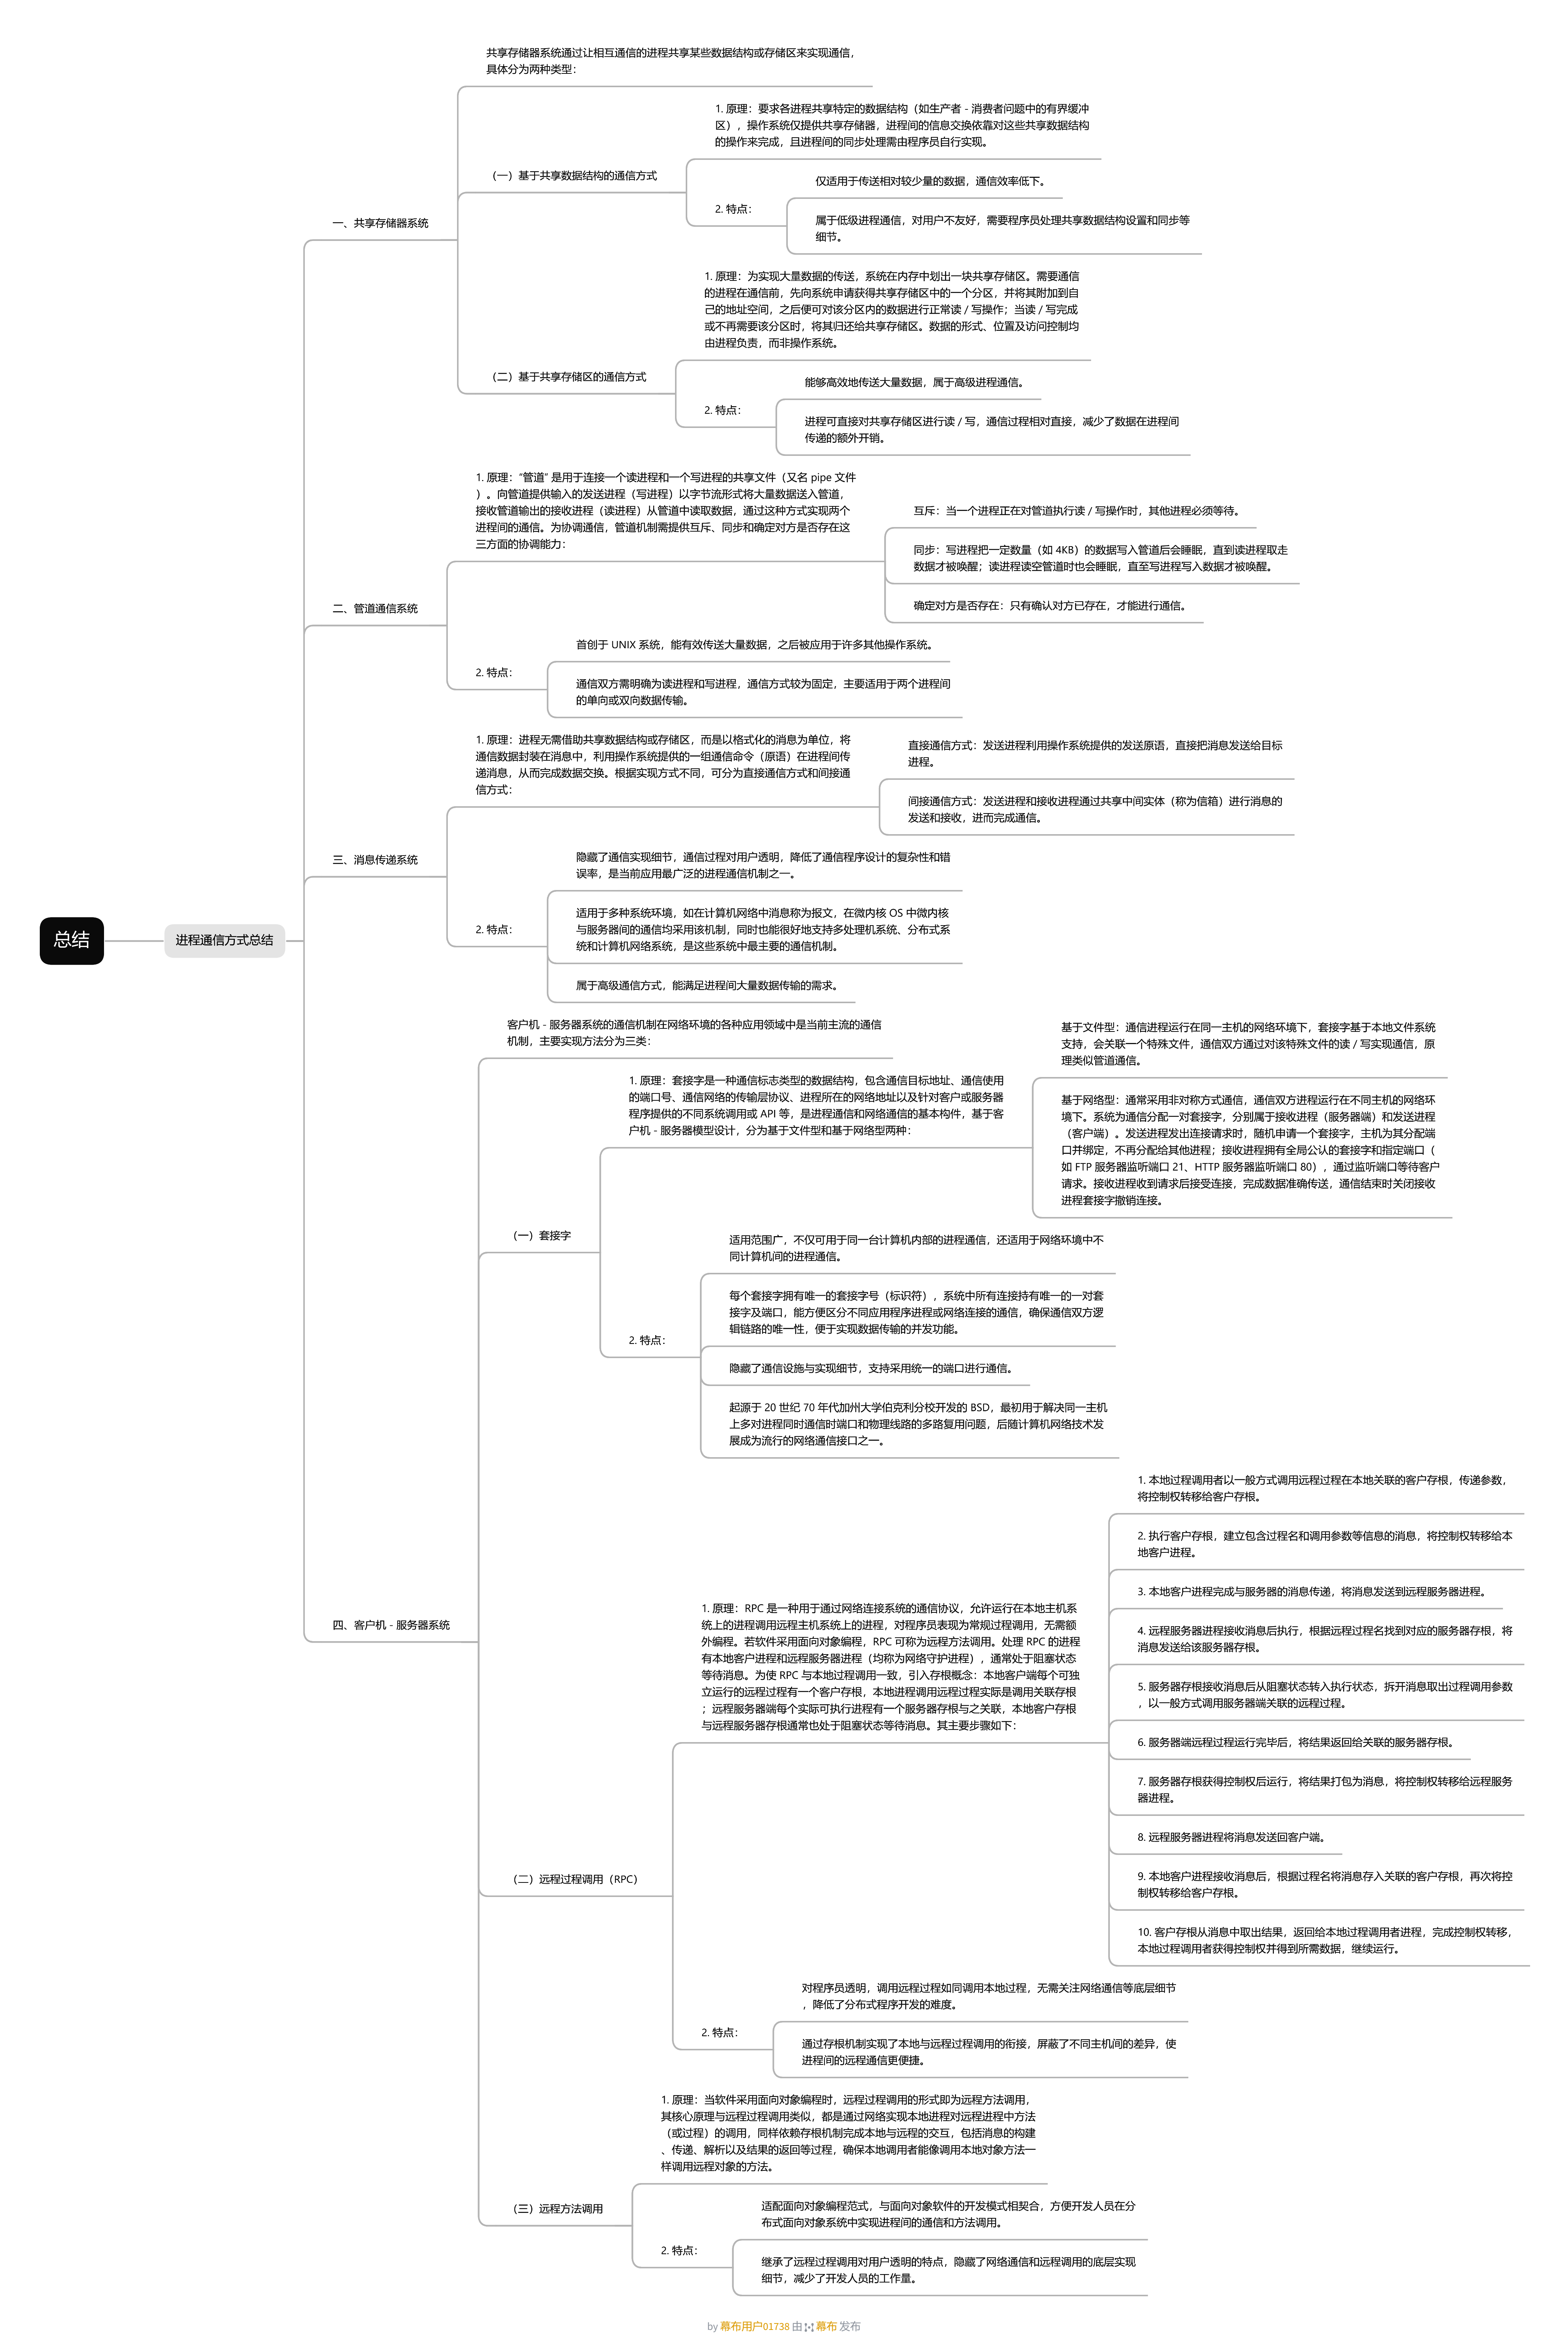 总结
进程通信方式总结
一、共享存储器系统
共享存储器系统通过让相互通信的进程共享某些数据结构或存储区来实现通信，
具体分为两种类型：
（一）基于共享数据结构的通信方式
1. 原理：要求各进程共享特定的数据结构（如生产者 - 消费者问题中的有界缓冲
区），操作系统仅提供共享存储器，进程间的信息交换依靠对这些共享数据结构
的操作来完成，且进程间的同步处理需由程序员自行实现。
2. 特点：
仅适用于传送相对较少量的数据，通信效率低下。
属于低级进程通信，对用户不友好，需要程序员处理共享数据结构设置和同步等
细节。
（二）基于共享存储区的通信方式
1. 原理：为实现大量数据的传送，系统在内存中划出一块共享存储区。需要通信
的进程在通信前，先向系统申请获得共享存储区中的一个分区，并将其附加到自
己的地址空间，之后便可对该分区内的数据进行正常读 / 写操作；当读 / 写完成
或不再需要该分区时，将其归还给共享存储区。数据的形式、位置及访问控制均
由进程负责，而非操作系统。
2. 特点：
能够高效地传送大量数据，属于高级进程通信。
进程可直接对共享存储区进行读 / 写，通信过程相对直接，减少了数据在进程间
传递的额外开销。
二、管道通信系统
1. 原理：“管道” 是用于连接一个读进程和一个写进程的共享文件（又名 pipe 文件
）。向管道提供输入的发送进程（写进程）以字节流形式将大量数据送入管道，
接收管道输出的接收进程（读进程）从管道中读取数据，通过这种方式实现两个
进程间的通信。为协调通信，管道机制需提供互斥、同步和确定对方是否存在这
三方面的协调能力：
互斥：当一个进程正在对管道执行读 / 写操作时，其他进程必须等待。
同步：写进程把一定数量（如 4KB）的数据写入管道后会睡眠，直到读进程取走
数据才被唤醒；读进程读空管道时也会睡眠，直至写进程写入数据才被唤醒。
确定对方是否存在：只有确认对方已存在，才能进行通信。
2. 特点：
首创于 UNIX 系统，能有效传送大量数据，之后被应用于许多其他操作系统。
通信双方需明确为读进程和写进程，通信方式较为固定，主要适用于两个进程间
的单向或双向数据传输。
三、消息传递系统
1. 原理：进程无需借助共享数据结构或存储区，而是以格式化的消息为单位，将
通信数据封装在消息中，利用操作系统提供的一组通信命令（原语）在进程间传
递消息，从而完成数据交换。根据实现方式不同，可分为直接通信方式和间接通
信方式：
直接通信方式：发送进程利用操作系统提供的发送原语，直接把消息发送给目标
进程。
间接通信方式：发送进程和接收进程通过共享中间实体（称为信箱）进行消息的
发送和接收，进而完成通信。
2. 特点：
隐藏了通信实现细节，通信过程对用户透明，降低了通信程序设计的复杂性和错
误率，是当前应用最广泛的进程通信机制之一。
适用于多种系统环境，如在计算机网络中消息称为报文，在微内核 OS 中微内核
与服务器间的通信均采用该机制，同时也能很好地支持多处理机系统、分布式系
统和计算机网络系统，是这些系统中最主要的通信机制。
属于高级通信方式，能满足进程间大量数据传输的需求。
四、客户机 - 服务器系统
客户机 - 服务器系统的通信机制在网络环境的各种应用领域中是当前主流的通信
机制，主要实现方法分为三类：
（一）套接字
1. 原理：套接字是一种通信标志类型的数据结构，包含通信目标地址、通信使用
的端口号、通信网络的传输层协议、进程所在的网络地址以及针对客户或服务器
程序提供的不同系统调用或 API 等，是进程通信和网络通信的基本构件，基于客
户机 - 服务器模型设计，分为基于文件型和基于网络型两种：
基于文件型：通信进程运行在同一主机的网络环境下，套接字基于本地文件系统
支持，会关联一个特殊文件，通信双方通过对该特殊文件的读 / 写实现通信，原
理类似管道通信。
基于网络型：通常采用非对称方式通信，通信双方进程运行在不同主机的网络环
境下。系统为通信分配一对套接字，分别属于接收进程（服务器端）和发送进程
（客户端）。发送进程发出连接请求时，随机申请一个套接字，主机为其分配端
口并绑定，不再分配给其他进程；接收进程拥有全局公认的套接字和指定端口（
如 FTP 服务器监听端口 21、HTTP 服务器监听端口 80），通过监听端口等待客户
请求。接收进程收到请求后接受连接，完成数据准确传送，通信结束时关闭接收
进程套接字撤销连接。
2. 特点：
适用范围广，不仅可用于同一台计算机内部的进程通信，还适用于网络环境中不
同计算机间的进程通信。
每个套接字拥有唯一的套接字号（标识符），系统中所有连接持有唯一的一对套
接字及端口，能方便区分不同应用程序进程或网络连接的通信，确保通信双方逻
辑链路的唯一性，便于实现数据传输的并发功能。
隐藏了通信设施与实现细节，支持采用统一的端口进行通信。
起源于 20 世纪 70 年代加州大学伯克利分校开发的 BSD，最初用于解决同一主机
上多对进程同时通信时端口和物理线路的多路复用问题，后随计算机网络技术发
展成为流行的网络通信接口之一。
（二）远程过程调用（RPC）
1. 原理：RPC 是一种用于通过网络连接系统的通信协议，允许运行在本地主机系
统上的进程调用远程主机系统上的进程，对程序员表现为常规过程调用，无需额
外编程。若软件采用面向对象编程，RPC 可称为远程方法调用。处理 RPC 的进程
有本地客户进程和远程服务器进程（均称为网络守护进程），通常处于阻塞状态
等待消息。为使 RPC 与本地过程调用一致，引入存根概念：本地客户端每个可独
立运行的远程过程有一个客户存根，本地进程调用远程过程实际是调用关联存根
；远程服务器端每个实际可执行进程有一个服务器存根与之关联，本地客户存根
与远程服务器存根通常也处于阻塞状态等待消息。其主要步骤如下：
1. 本地过程调用者以一般方式调用远程过程在本地关联的客户存根，传递参数，
将控制权转移给客户存根。
2. 执行客户存根，建立包含过程名和调用参数等信息的消息，将控制权转移给本
地客户进程。
3. 本地客户进程完成与服务器的消息传递，将消息发送到远程服务器进程。
4. 远程服务器进程接收消息后执行，根据远程过程名找到对应的服务器存根，将
消息发送给该服务器存根。
5. 服务器存根接收消息后从阻塞状态转入执行状态，拆开消息取出过程调用参数
，以一般方式调用服务器端关联的远程过程。
6. 服务器端远程过程运行完毕后，将结果返回给关联的服务器存根。
7. 服务器存根获得控制权后运行，将结果打包为消息，将控制权转移给远程服务
器进程。
8. 远程服务器进程将消息发送回客户端。
9. 本地客户进程接收消息后，根据过程名将消息存入关联的客户存根，再次将控
制权转移给客户存根。
10. 客户存根从消息中取出结果，返回给本地过程调用者进程，完成控制权转移，
本地过程调用者获得控制权并得到所需数据，继续运行。
2. 特点：
对程序员透明，调用远程过程如同调用本地过程，无需关注网络通信等底层细节
，降低了分布式程序开发的难度。
通过存根机制实现了本地与远程过程调用的衔接，屏蔽了不同主机间的差异，使
进程间的远程通信更便捷。
（三）远程方法调用
1. 原理：当软件采用面向对象编程时，远程过程调用的形式即为远程方法调用，
其核心原理与远程过程调用类似，都是通过网络实现本地进程对远程进程中方法
（或过程）的调用，同样依赖存根机制完成本地与远程的交互，包括消息的构建
、传递、解析以及结果的返回等过程，确保本地调用者能像调用本地对象方法一
样调用远程对象的方法。
2. 特点：
适配面向对象编程范式，与面向对象软件的开发模式相契合，方便开发人员在分
布式面向对象系统中实现进程间的通信和方法调用。
继承了远程过程调用对用户透明的特点，隐藏了网络通信和远程调用的底层实现
细节，减少了开发人员的工作量。
by 幕布用户01738 由 幕布 发布